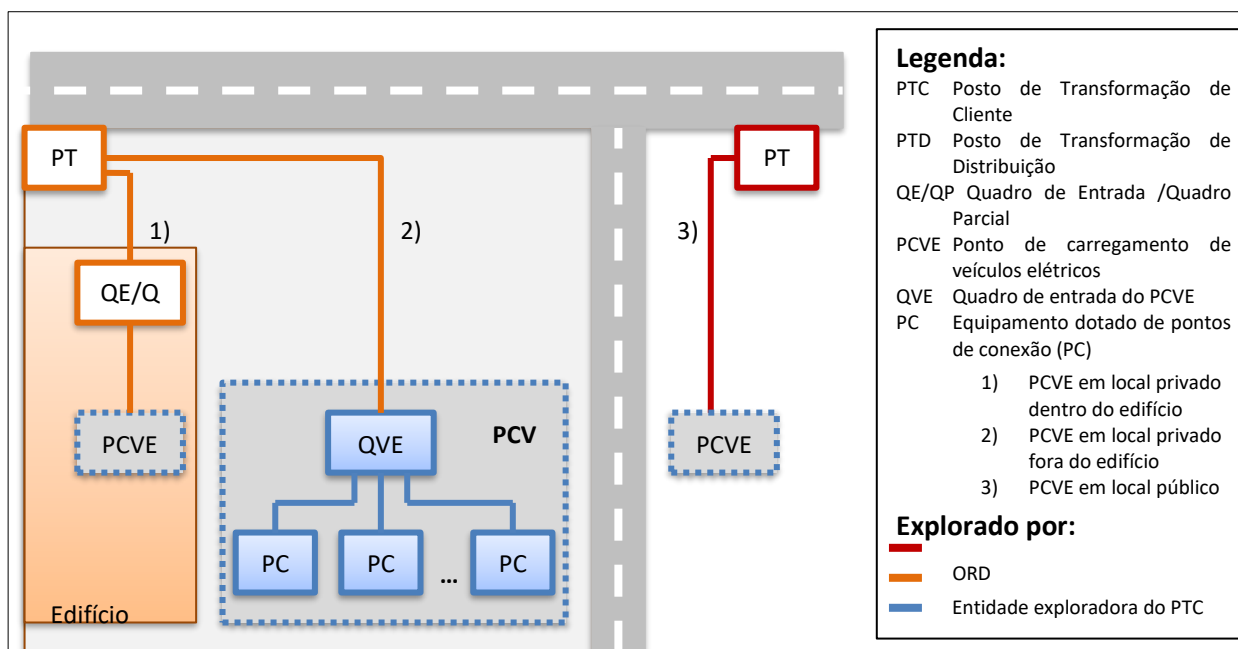 PT
PT
1)
2)
3)
QE/Q
PCVE
QVE
PCV
PCVE
PC
PC
...
PC
Edifício
Legenda:
PTC Posto de Transformação de
Cliente
PTD Posto de Transformação de
Distribuição
QE/QP Quadro de Entrada /Quadro
Parcial
PCVE Ponto de carregamento de
veículos elétricos
QVE Quadro de entrada do PCVE
PC Equipamento dotado de pontos
de conexão (PC)
1) PCVE em local privado
dentro do edifício
2) PCVE em local privado
fora do edifício
3) PCVE em local público
Explorado por:
ORD
Entidade exploradora do PTC